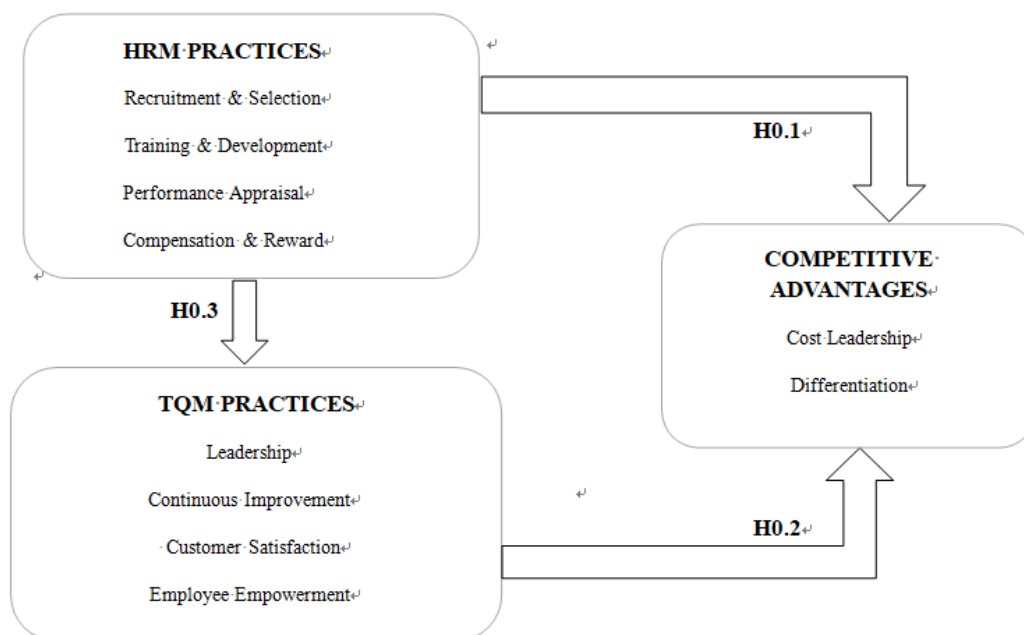 HRM PRACTICES
Recruitment & Selection
Training & Development
Performance Appraisal
Compensation & Reward
H0.1
COMPETITIVE
ADVANTAGES
Cost Leadership
Differentiation
H0.3
TQM PRACTICES
Leadership
Continuous Improvement
Customer Satisfaction
Employee Empowerment
H0.2